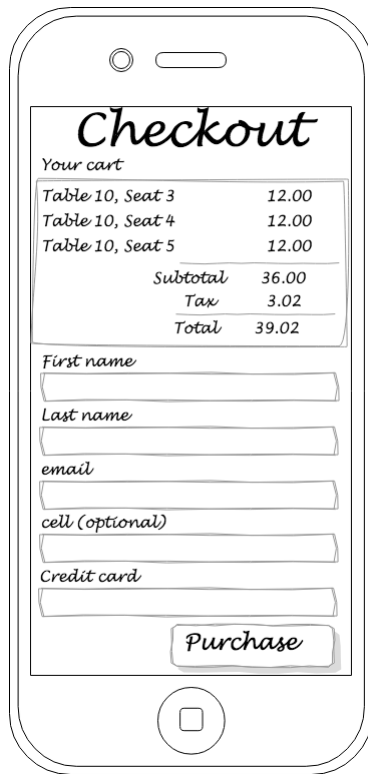 Checkout
Your cart
Table 10, Seat 3 12.00
Table 10, Seat 4 12.00
Table 10, Seat 5 12.00
Subtotal 36.00
Tax 3.02
Total 39.02
First name
Last name
email
cell (optional)
Credit card
Purchase